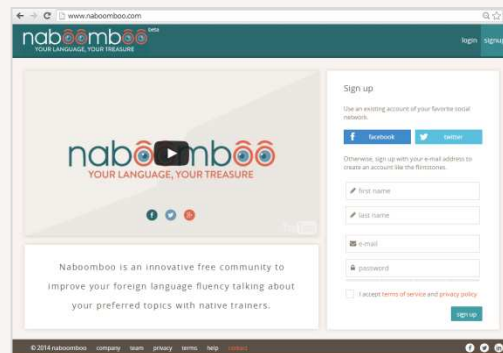 www.naboomboo.com
naboomboo beta
YOUR LANGUAGE, YOUR TREASURE
login signup
naboomboo
YOUR LANGUAGE, YOUR TREASURE
YouTube
Naboomboo is an innovative free community to
improve your foreign language fluency talking about
your preferred topics with native trainers.
Sign up
Use an existing account of your favorite social
network.
facebook twitter
Otherwise, sign up with your e-mail address to
create an account like the flintstones.
first name
last name
e-mail
password
I accept terms of service and privacy policy
sign up
© 2014 naboomboo company team privacy terms help contact